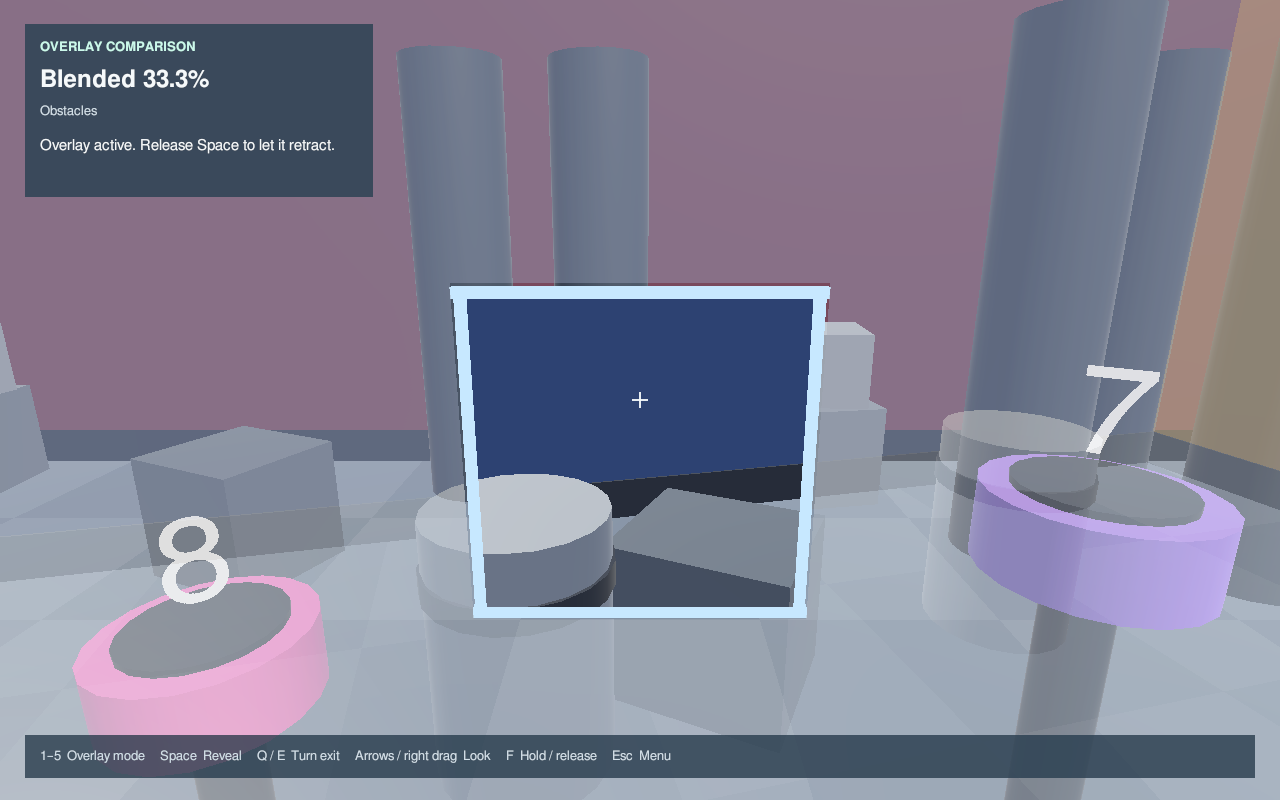 OVERLAY COMPARISON
Blended 33.3%
Obstacles
Overlay active. Release Space to let it retract.
7
8
1–5 Overlay mode Space Reveal Q / E Turn exit Arrows / right drag Look F Hold / release Esc Menu